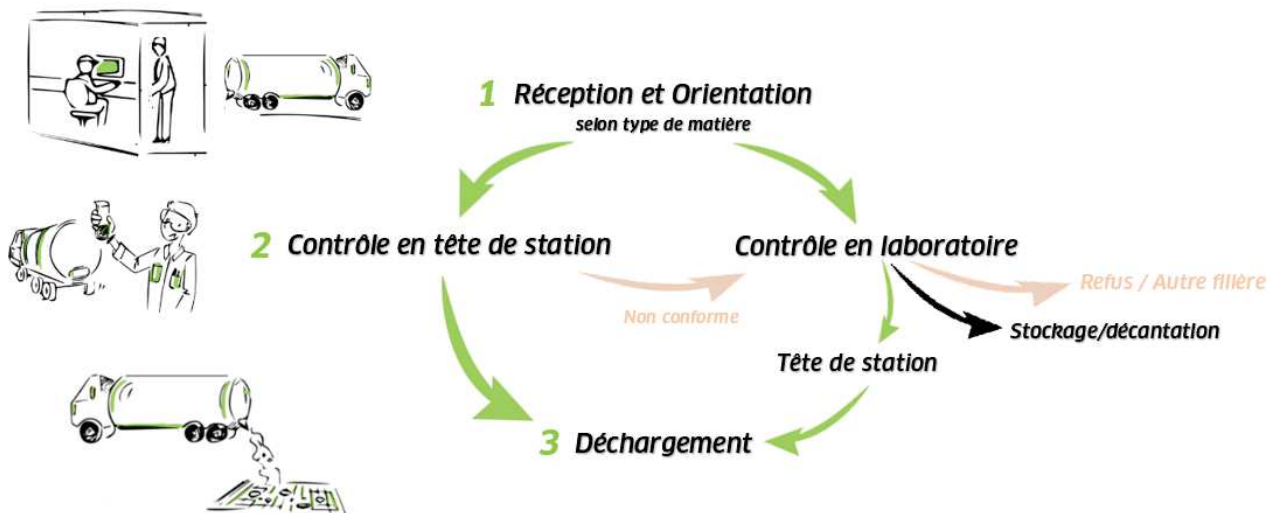 1 Réception et Orientation
selon type de matière
2 Contrôle en tête de station
Contrôle en laboratoire
Non conforme
Refus / Autre filière
Stockage/décantation
Tête de station
3 Déchargement